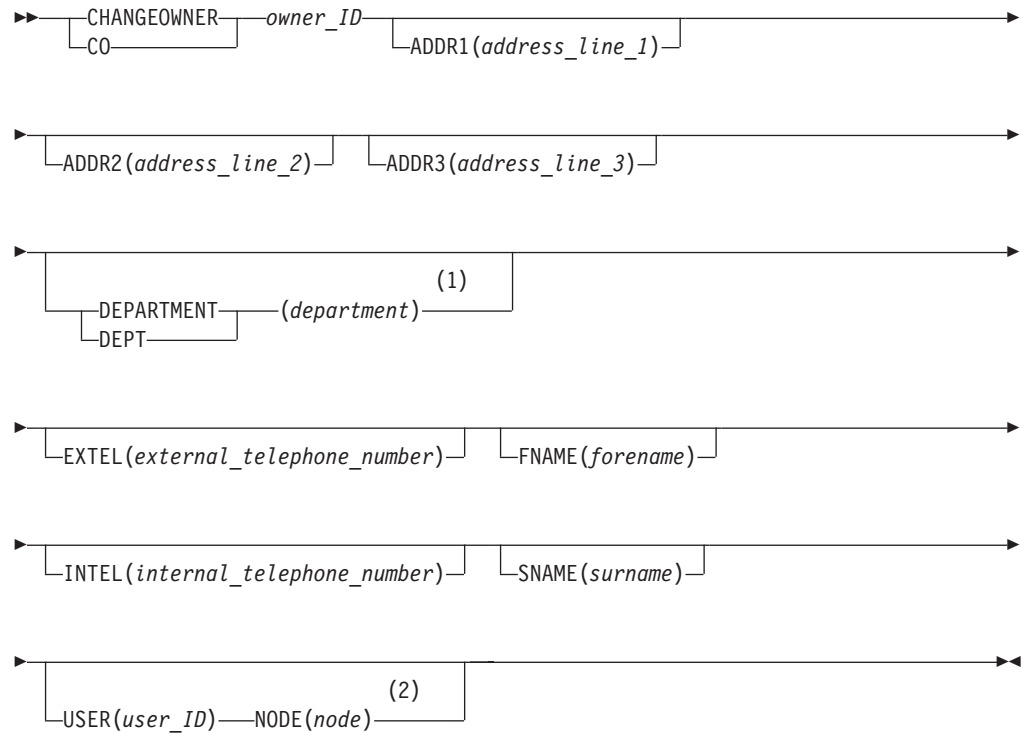 CHANGEOWNER owner_ID
CO ADDR1(address_line_1)
ADDR2(address_line_2) ADDR3(address_line_3)
(1)
DEPARTMENT (department)
DEPT
EXTEL(external_telephone_number) FNAME(forename)
INTEL(internal_telephone_number) SNAME(surname)
(2)
USER(user_ID) NODE(node)